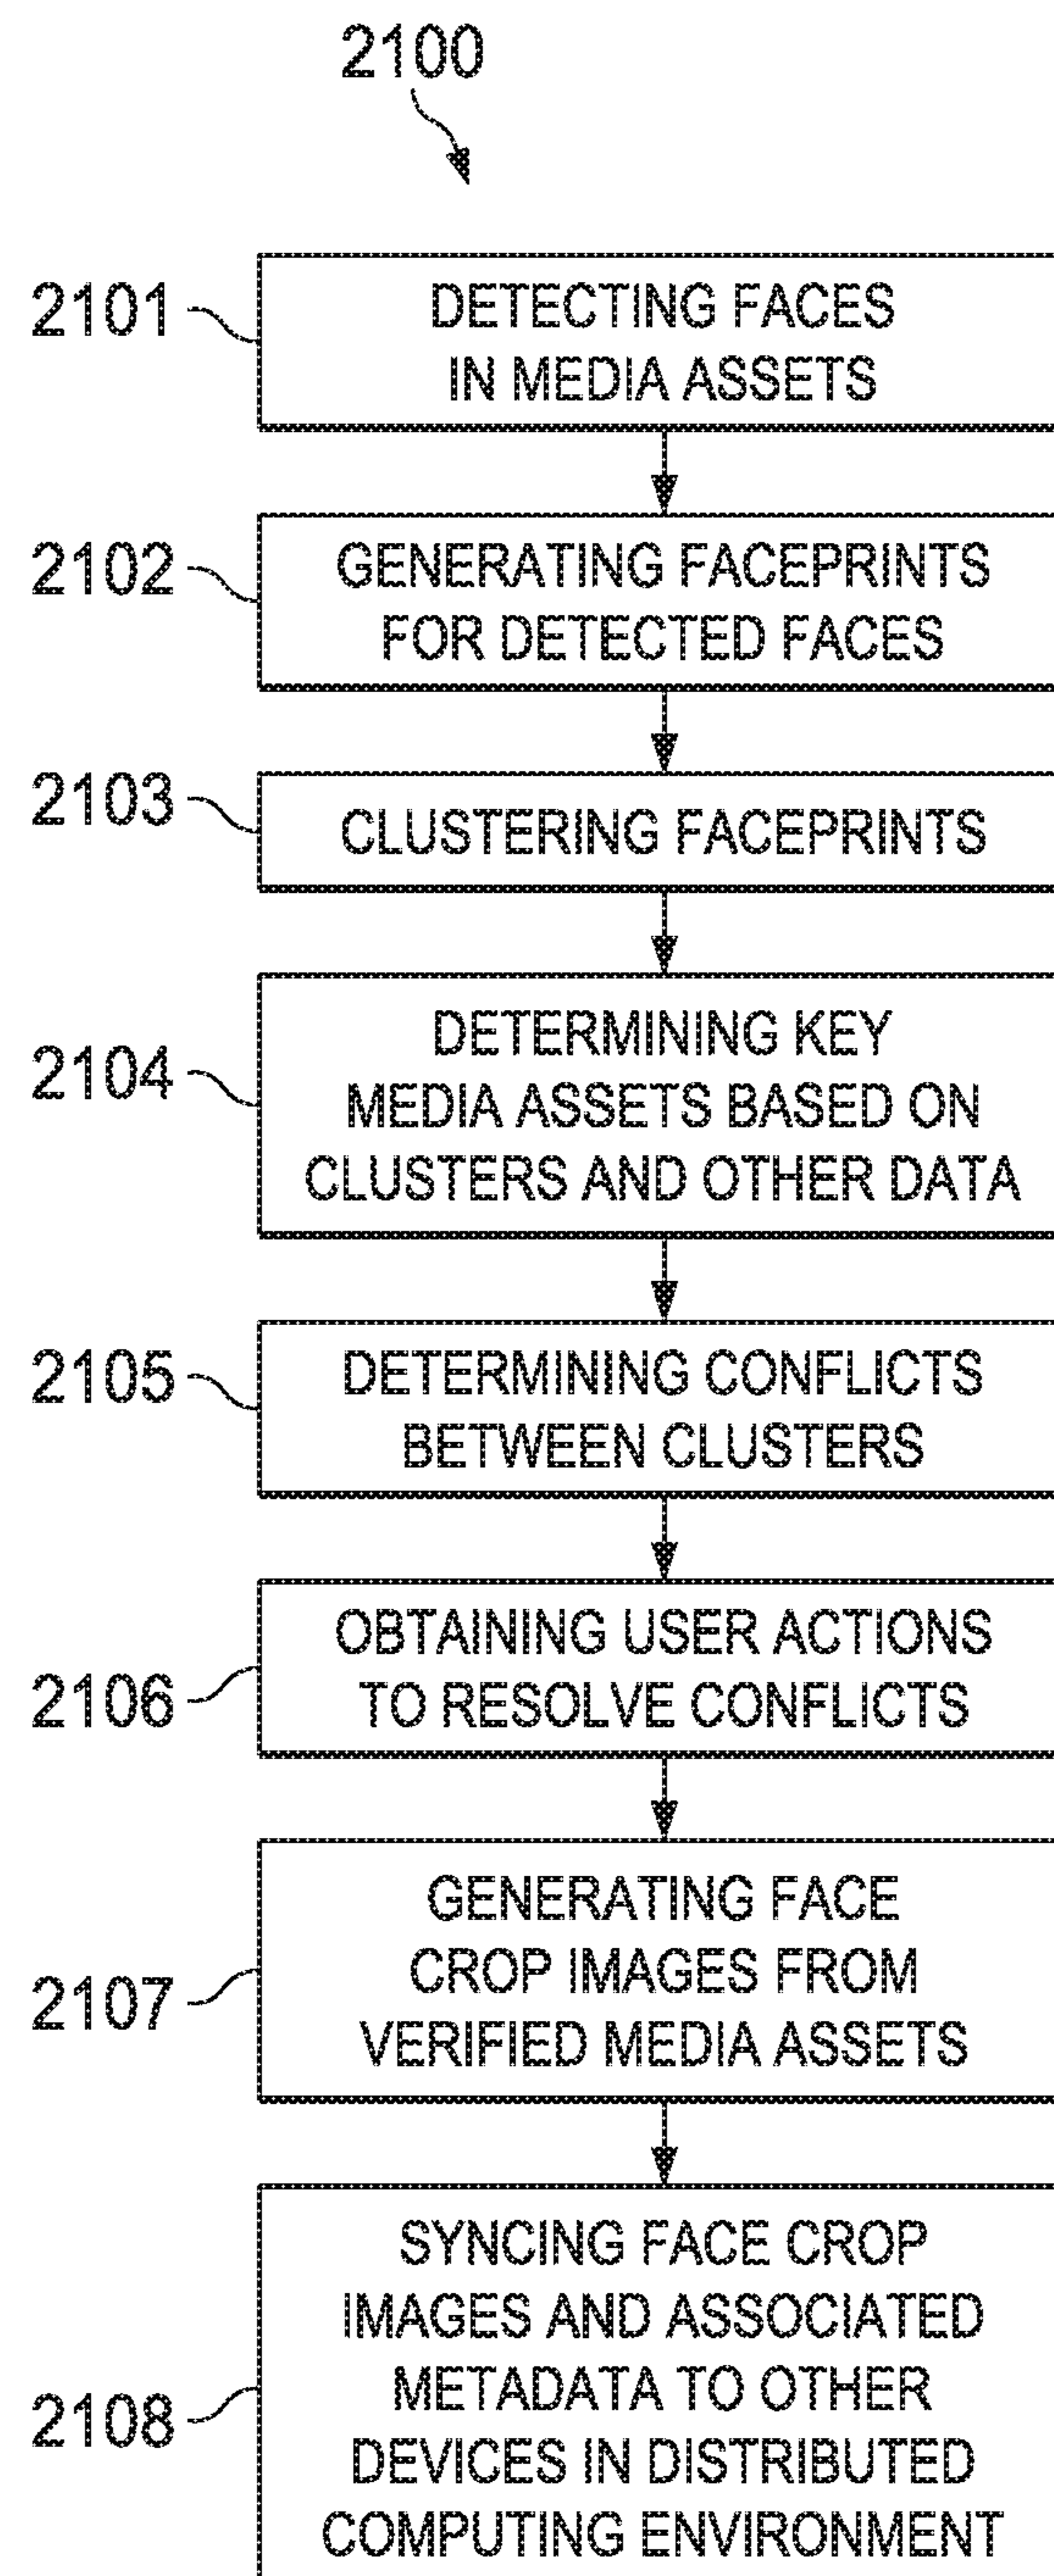 2100
2101
DETECTING FACES
IN MEDIA ASSETS
2102
GENERATING FACEPRINTS
FOR DETECTED FACES
2103
CLUSTERING FACEPRINTS
2104
DETERMINING KEY
MEDIA ASSETS BASED ON
CLUSTERS AND OTHER DATA
2105
DETERMINING CONFLICTS
BETWEEN CLUSTERS
2106
OBTAINING USER ACTIONS
TO RESOLVE CONFLICTS
2107
GENERATING FACE
CROP IMAGES FROM
VERIFIED MEDIA ASSETS
2108
SYNCING FACE CROP
IMAGES AND ASSOCIATED
METADATA TO OTHER
DEVICES IN DISTRIBUTED
COMPUTING ENVIRONMENT